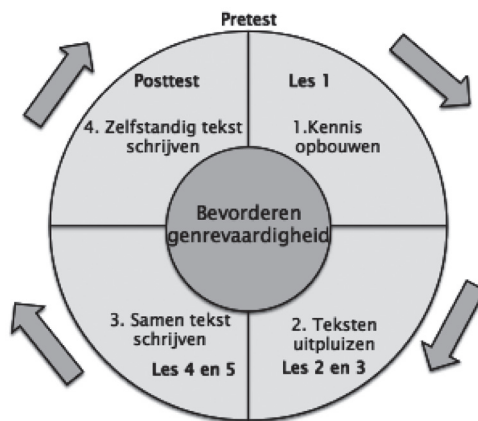 Pretest
Posttest
4. Zelfstandig tekst
schrijven
Les 1
1.Kennis
opbouwen
Bevorderen
genrevaardigheid
3. Samen tekst
schrijven
Les 4 en 5
2. Teksten
uitpluizen
Les 2 en 3